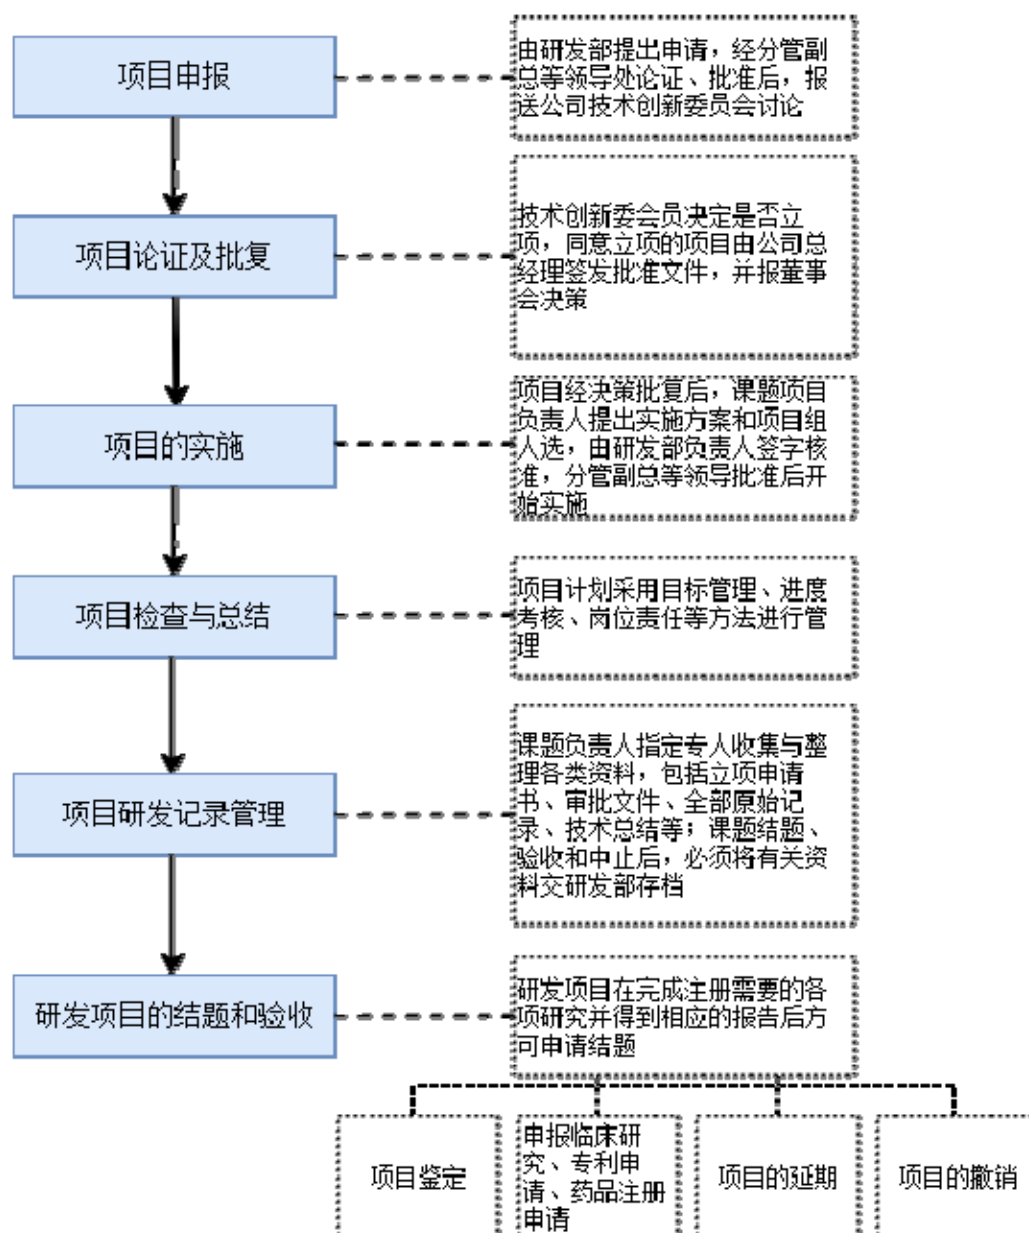 项目申报
由研发部提出申请，经分管副
总等领导处论证、批准后，报
送公司技术创新委员会讨论
项目论证及批复
技术创新委会员决定是否立
项，同意立项的项目由公司总
经理签发批准文件，并报董事
会决策
项目的实施
项目经决策批复后，课题项目
负责人提出实施方案和项目组
人选，由研发部负责人签字核
准，分管副总等领导批准后开
始实施
项目检查与总结
项目计划采用目标管理、进度
考核、岗位责任等方法进行管
理
项目研发记录管理
课题负责人指定专人收集与整
理各类资料，包括立项申请
书、审批文件、全部原始记
录、技术总结等；课题结题、
验收和中止后，必须将有关资
料交研发部存档
研发项目的结题和验收
研发项目在完成注册需要的各
项研究并得到相应的报告后方
可申请结题
项目鉴定
申报临床研
究、专利申
请、药品注册
申请
项目的延期
项目的撤销